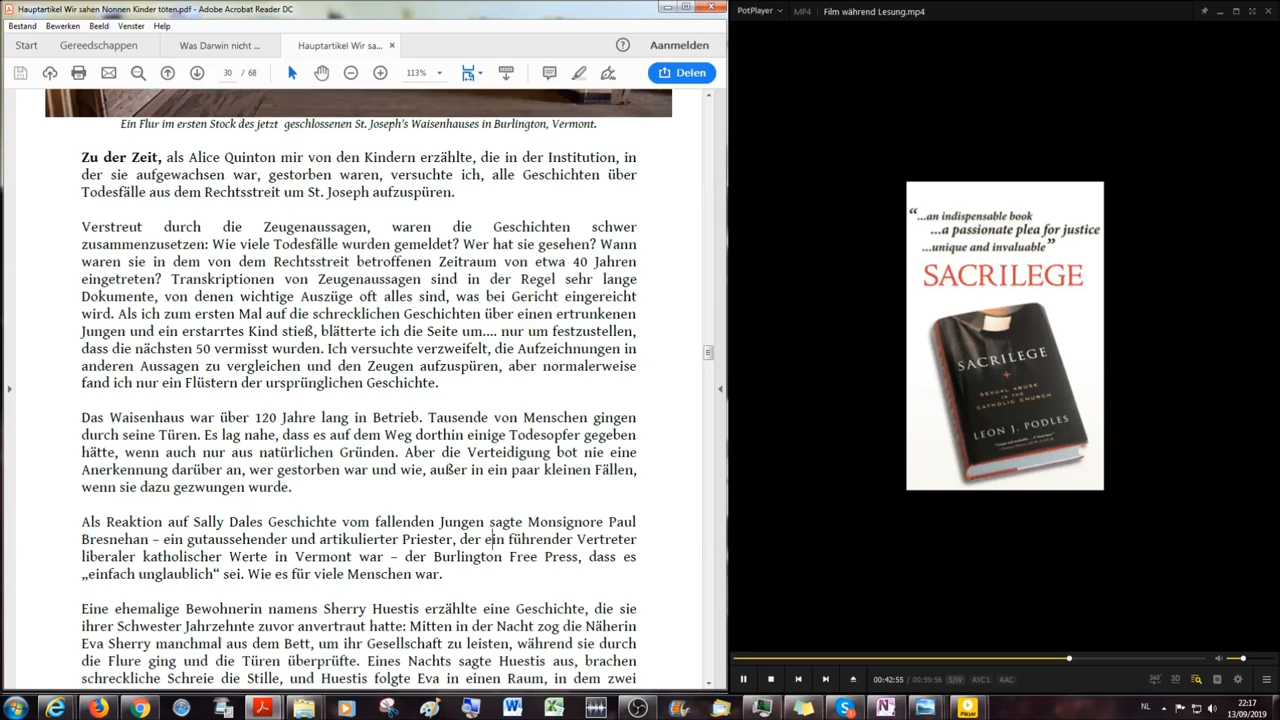 Hauptartikel Wir sahen Nonnen Kinder töten.pdf - Adobe Acrobat Reader DC
Bestand Bewerken Beeld Venster Help
Start Gereedschappen Was Darwin nicht ... Hauptartikel Wir sa... × Aanmelden
30 / 68 113% Delen
Ein Flur im ersten Stock des jetzt geschlossenen St. Joseph's Waisenhauses in Burlington, Vermont.
Zu der Zeit, als Alice Quinton mir von den Kindern erzählte, die in der Institution, in
der sie aufgewachsen war, gestorben waren, versuchte ich, alle Geschichten über
Todesfälle aus dem Rechtsstreit um St. Joseph aufzuspüren.
Verstreut durch die Zeugenaussagen, waren die Geschichten schwer
zusammenzusetzen: Wie viele Todesfälle wurden gemeldet? Wer hat sie gesehen? Wann
waren sie in dem von dem Rechtsstreit betroffenen Zeitraum von etwa 40 Jahren
eingetreten? Transkriptionen von Zeugenaussagen sind in der Regel sehr lange
Dokumente, von denen wichtige Auszüge oft alles sind, was bei Gericht eingereicht
wird. Als ich zum ersten Mal auf die schrecklichen Geschichten über einen ertrunkenen
Jungen und ein erstarrtes Kind stieß, blätterte ich die Seite um.... nur um festzustellen,
dass die nächsten 50 vermisst wurden. Ich versuchte verzweifelt, die Aufzeichnungen in
anderen Aussagen zu vergleichen und den Zeugen aufzuspüren, aber normalerweise
fand ich nur ein Flüstern der ursprünglichen Geschichte.
Das Waisenhaus war über 120 Jahre lang in Betrieb. Tausende von Menschen gingen
durch seine Türen. Es lag nahe, dass es auf dem Weg dorthin einige Todesopfer gegeben
hätte, wenn auch nur aus natürlichen Gründen. Aber die Verteidigung bot nie eine
Anerkennung darüber an, wer gestorben war und wie, außer in ein paar kleinen Fällen,
wenn sie dazu gezwungen wurde.
Als Reaktion auf Sally Dales Geschichte vom fallenden Jungen sagte Monsignore Paul
Bresnehan – ein gutaussehender und artikulierter Priester, der ein führender Vertreter
liberaler katholischer Werte in Vermont war – der Burlington Free Press, dass es
„einfach unglaublich“ sei. Wie es für viele Menschen war.
Eine ehemalige Bewohnerin namens Sherry Huestis erzählte eine Geschichte, die sie
ihrer Schwester Jahrzehnte zuvor anvertraut hatte: Mitten in der Nacht zog die Näherin
Eva Sherry manchmal aus dem Bett, um ihr Gesellschaft zu leisten, während sie durch
die Flure ging und die Türen überprüfte. Eines Nachts sagte Huestis aus, brachen
schreckliche Schreie die Stille, und Huestis folgte Eva in einen Raum, in dem zwei
PotPlayer MP4 Film während Lesung.mp4
“...an indispensable book
...a passionate plea for justice
...unique and invaluable”
SACRILEGE
SACRILEGE
SEXUAL ABUSE
IN THE
CATHOLIC CHURCH
LEON J. PODLES
00:42:55 / 00:59:56 S/W AVC1 AAC
360° 3D
NL 22:17
13/09/2019